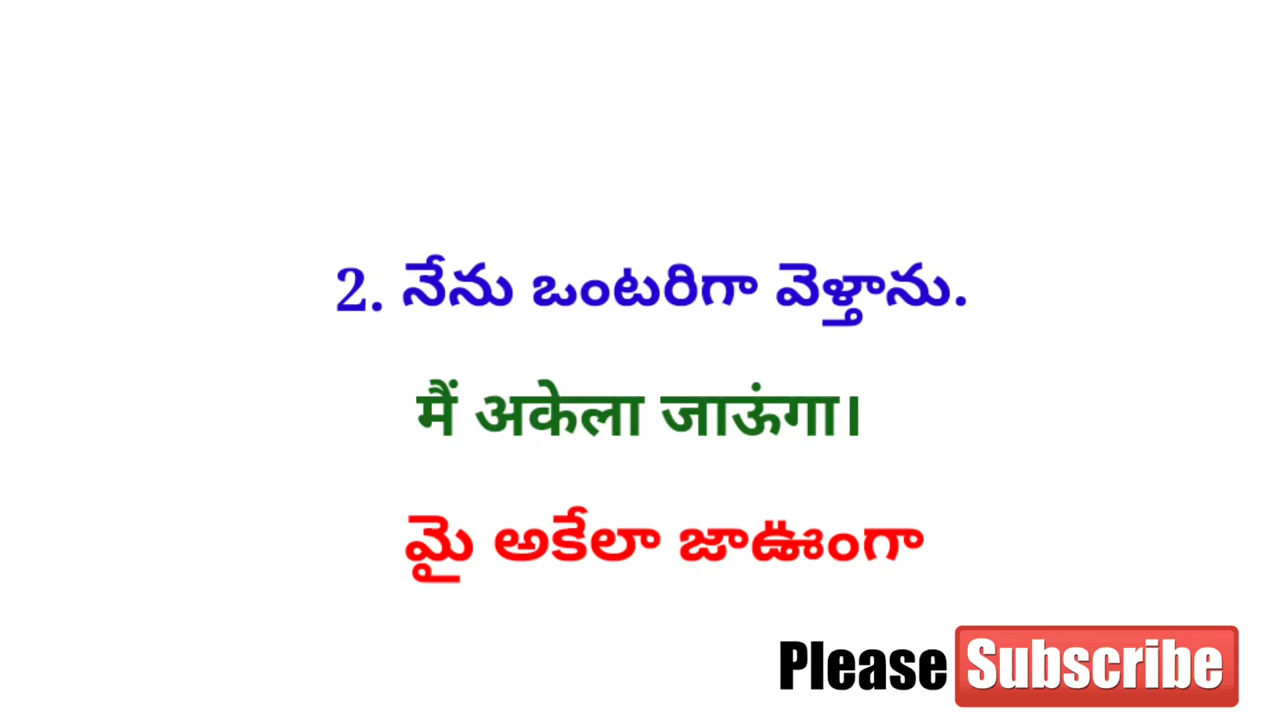 2. నేను ఒంటరిగా వెళ్తాను.
मैं अकेला जाऊंगा।
మై అకేలా జాఊంగా
Please Subscribe